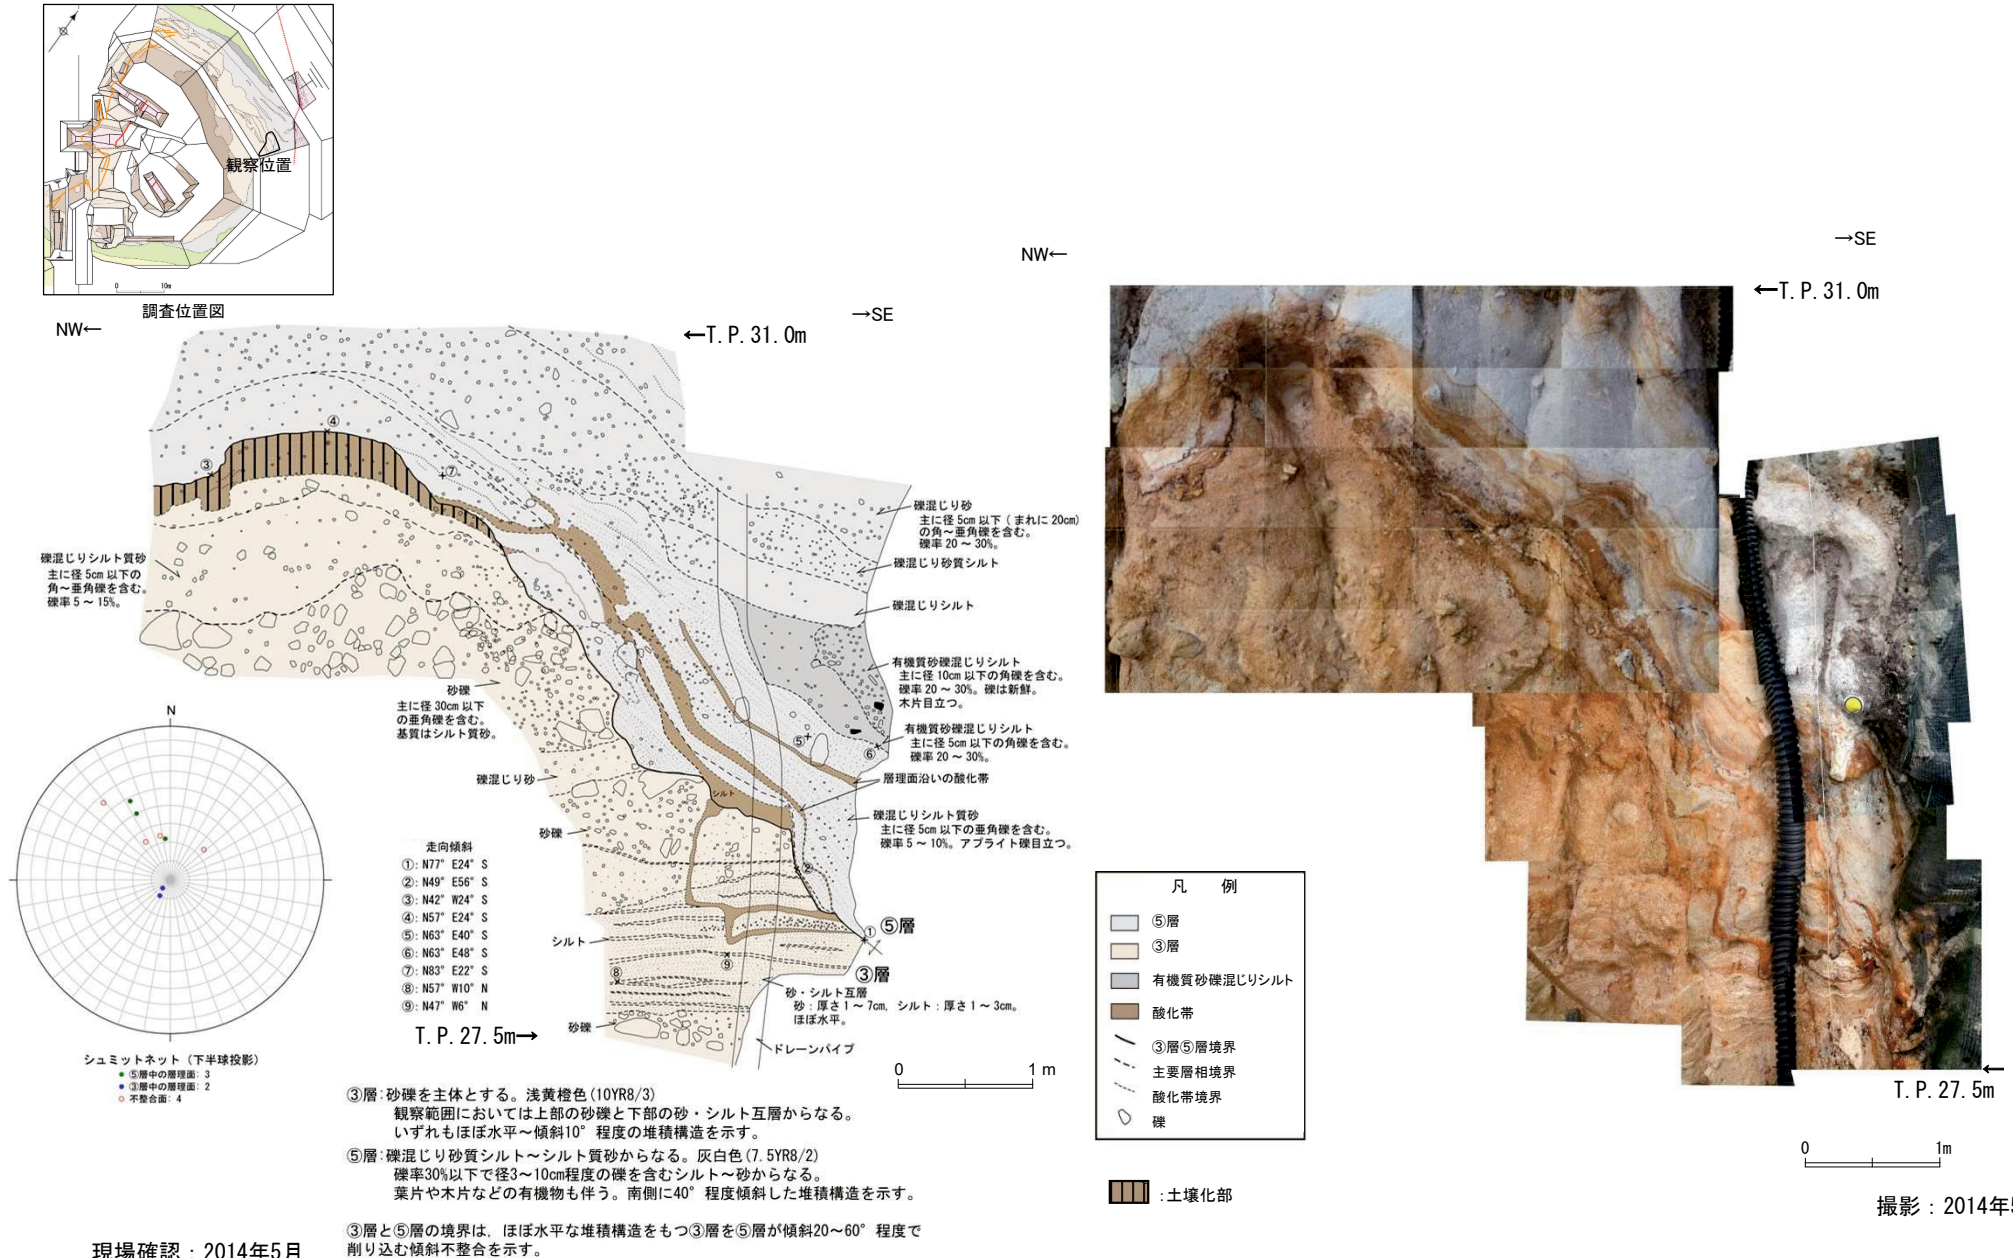 観察位置
0 10m
調査位置図
NW←
→SE
←T.P.31.0m
④
③
⑦
礫混じり砂
主に径5cm以下(まれに20cm)
の角～亜角礫を含む。
礫率20～30%。
礫混じり砂質シルト
礫混じりシルト
礫混じりシルト質砂
主に径5cm以下の
角～亜角礫を含む。
礫率5～15%。
有機質砂礫混じりシルト
主に径10cm以下の角礫を含む。
礫率20～30%。礫は新鮮。
木片目立つ。
砂礫
主に径30cm以下
の亜角礫を含む。
基質はシルト質砂。
⑤
⑥
有機質砂礫混じりシルト
主に径5cm以下の角礫を含む。
礫率20～30%。
礫混じり砂
層理面沿いの酸化帯
シルト
礫混じりシルト質砂
主に径5cm以下の亜角礫を含む。
礫率5～10%。アプライト礫目立つ。
砂礫
②
① ⑤層
シルト
⑧
⑨
③層
砂・シルト互層
砂:厚さ1～7cm, シルト:厚さ1～3cm。
ほぼ水平。
砂礫
ドレーンパイプ
T.P.27.5m→
0 1 m
走向傾斜
①: N77° E24° S
②: N49° E56° S
③: N42° W24° S
④: N57° E24° S
⑤: N63° E40° S
⑥: N63° E48° S
⑦: N83° E22° S
⑧: N57° W10° N
⑨: N47° W6° N
N
シュミットネット(下半球投影)
⑤層中の層理面: 3
③層中の層理面: 2
不整合面: 4
③層:砂礫を主体とする。浅黄橙色(10YR8/3)
観察範囲においては上部の砂礫と下部の砂・シルト互層からなる。
いずれもほぼ水平～傾斜10°程度の堆積構造を示す。
⑤層:礫混じり砂質シルト～シルト質砂からなる。灰白色(7.5YR8/2)
礫率30%以下で径3～10cm程度の礫を含むシルト～砂からなる。
葉片や木片などの有機物も伴う。南側に40°程度傾斜した堆積構造を示す。
③層と⑤層の境界は, ほぼ水平な堆積構造をもつ③層を⑤層が傾斜20～60°程度で
削り込む傾斜不整合を示す。
現場確認:2014年5月
NW←
→SE
←T.P.31.0m
凡 例
⑤層
③層
有機質砂礫混じりシルト
酸化帯
③層⑤層境界
主要層相境界
酸化帯境界
礫
:土壌化部
←
T.P.27.5m
0 1m
撮影:2014年